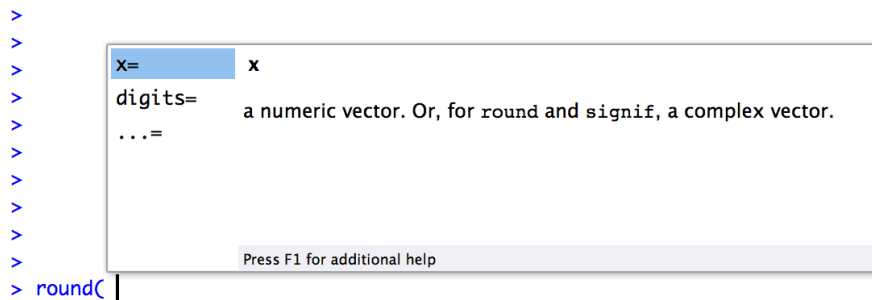 >
>
>
>
>
>
>
>
>
>
> round(
x=
digits=
...=
x
a numeric vector. Or, for round and signif, a complex vector.
Press F1 for additional help